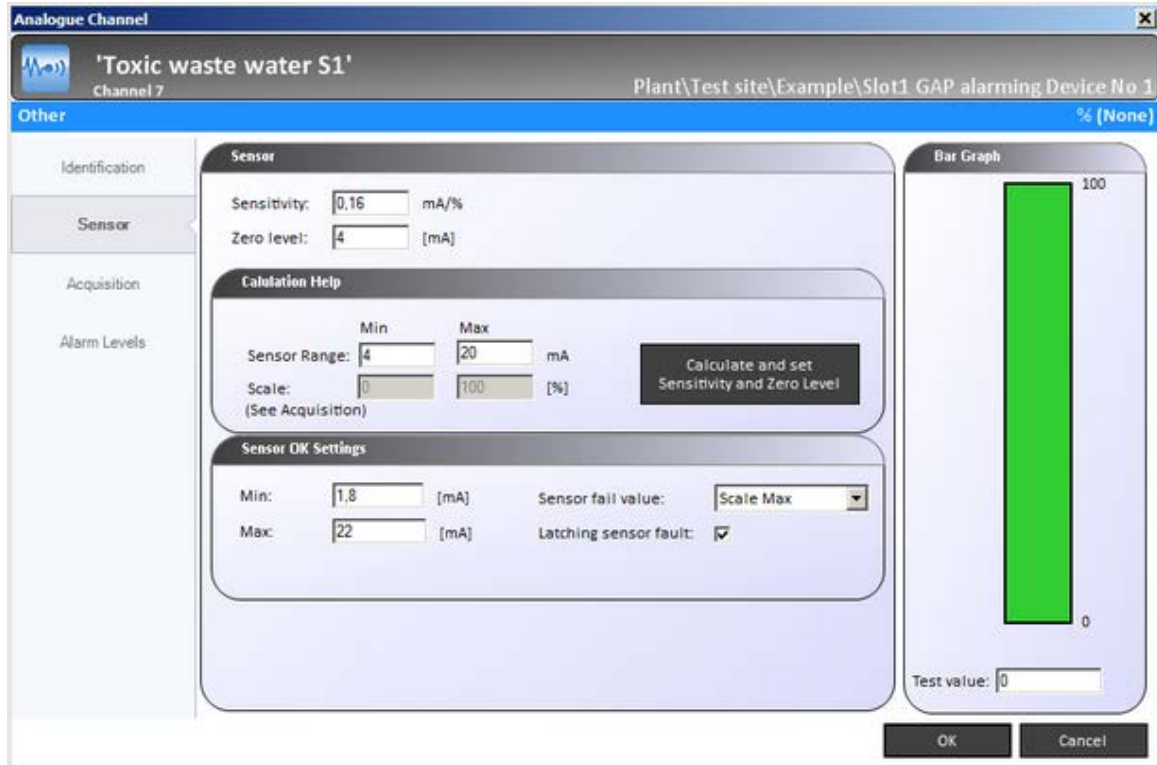 Analogue Channel
'Toxic waste water S1'
Channel 7
Plant\Test site\Example\Slot1 GAP alarming Device No 1
Other
% (None)
Identification
Sensor
Acquisition
Alarm Levels
Sensor
Sensitivity: 0,16 mA/%
Zero level: 4 [mA]
Calulation Help
Min Max
Sensor Range: 4 20 mA
Scale: 0 100 [%]
(See Acquisition)
Calculate and set
Sensitivity and Zero Level
Sensor OK Settings
Min: 1,8 [mA] Sensor fail value: Scale Max
Max: 22 [mA] Latching sensor fault:
Bar Graph
100
0
Test value: 0
OK Cancel